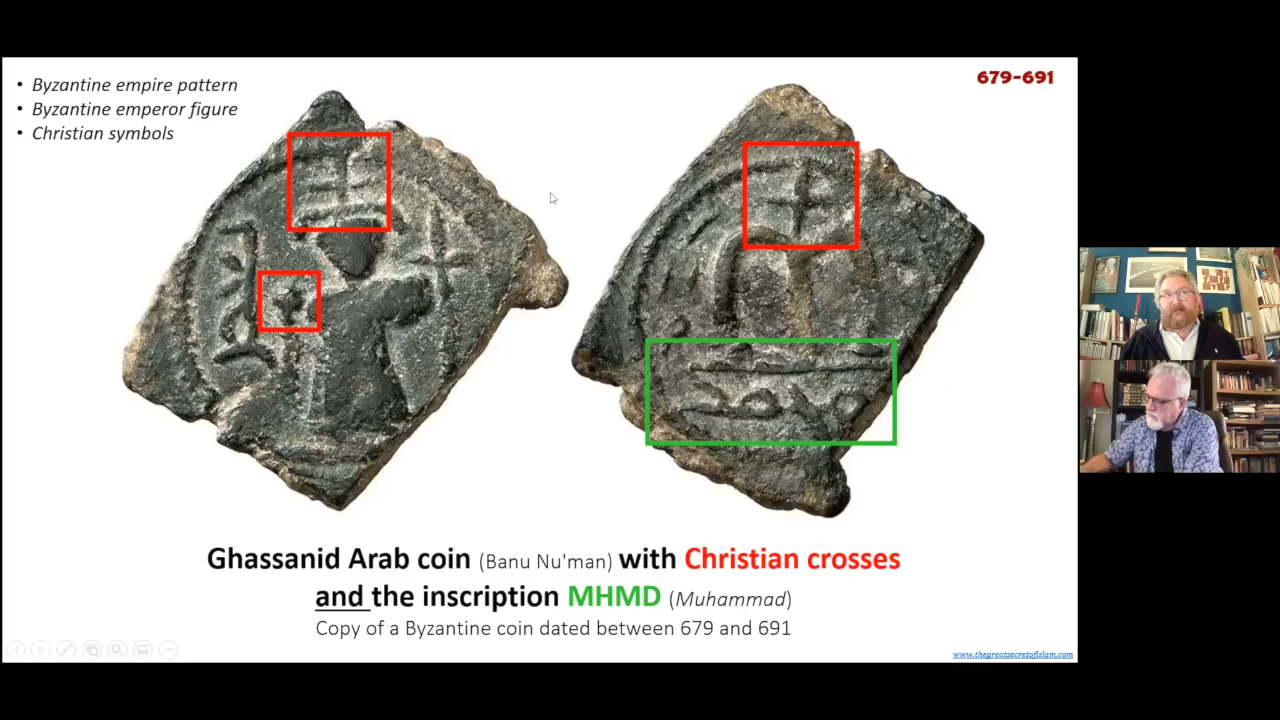 • Byzantine empire pattern
• Byzantine emperor figure
• Christian symbols
679-691
Ghassanid Arab coin (Banu Nu'man) with Christian crosses
and the inscription MHMD (Muhammad)
Copy of a Byzantine coin dated between 679 and 691
www.thegreatsecretofislam.com